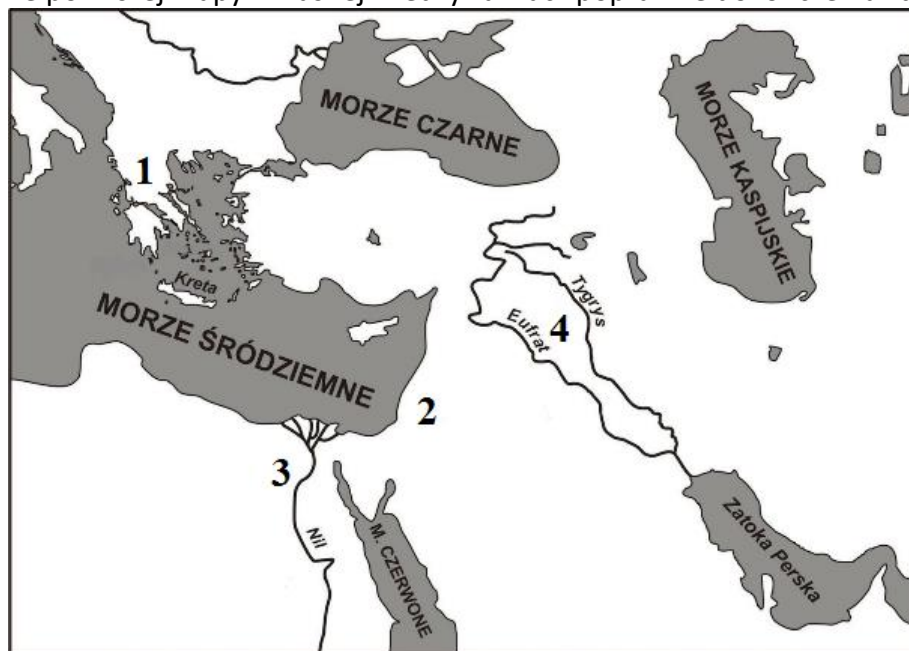 MORZE CZARNE
MORZE KASPIJSKIE
1
Kreta
Tygrys
Eufrat
4
MORZE ŚRÓDZIEMNE
2
3
Nil
M. CZERWONE
Zatoka Perska